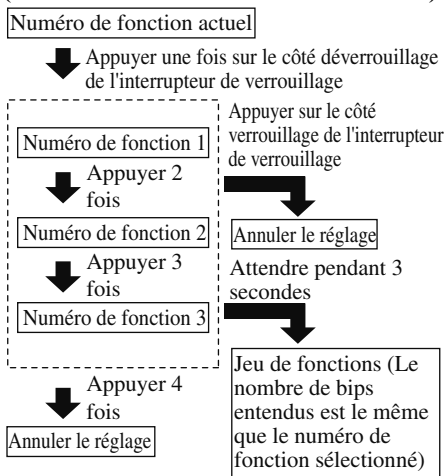 Numéro de fonction actuel
Appuyer une fois sur le côté déverrouillage
de l'interrupteur de verrouillage
Appuyer sur le côté
verrouillage de l'interrupteur
de verrouillage
Numéro de fonction 1
Appuyer 2
fois
Numéro de fonction 2
Annuler le réglage
Appuyer 3
fois
Attendre pendant 3
secondes
Numéro de fonction 3
Jeu de fonctions (Le
nombre de bips
entendus est le même
que le numéro de
fonction sélectionné)
Appuyer 4
fois
Annuler le réglage